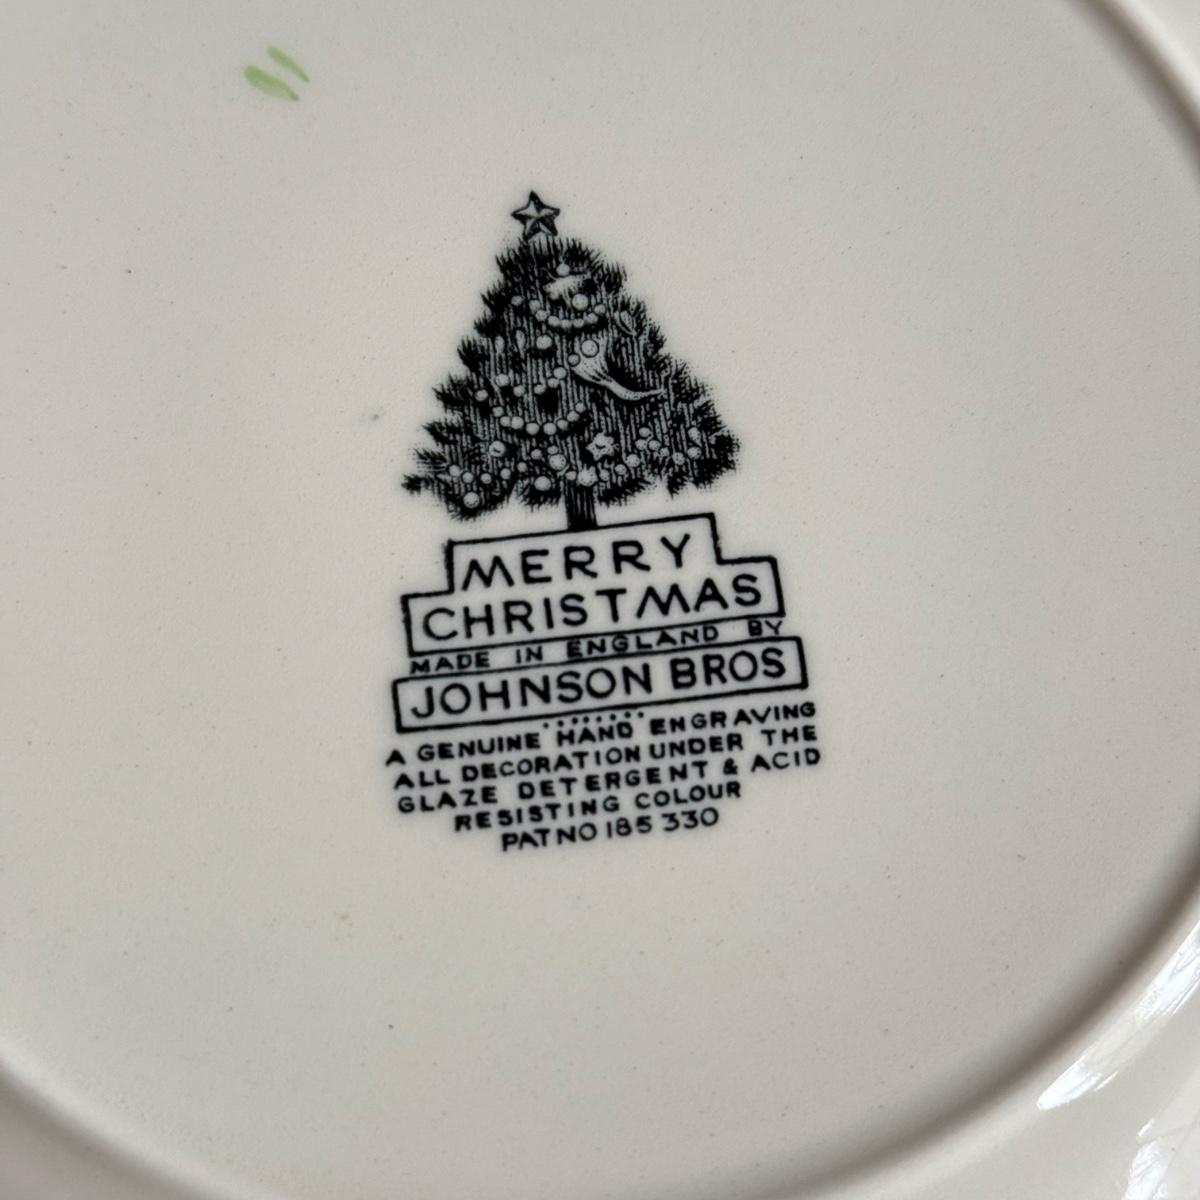 MERRY
CHRISTMAS
MADE IN ENGLAND BY
JOHNSON BROS
A GENUINE HAND ENGRAVING
ALL DECORATION UNDER THE
GLAZE DETERGENT & ACID
RESISTING COLOUR
PAT NO 185 330